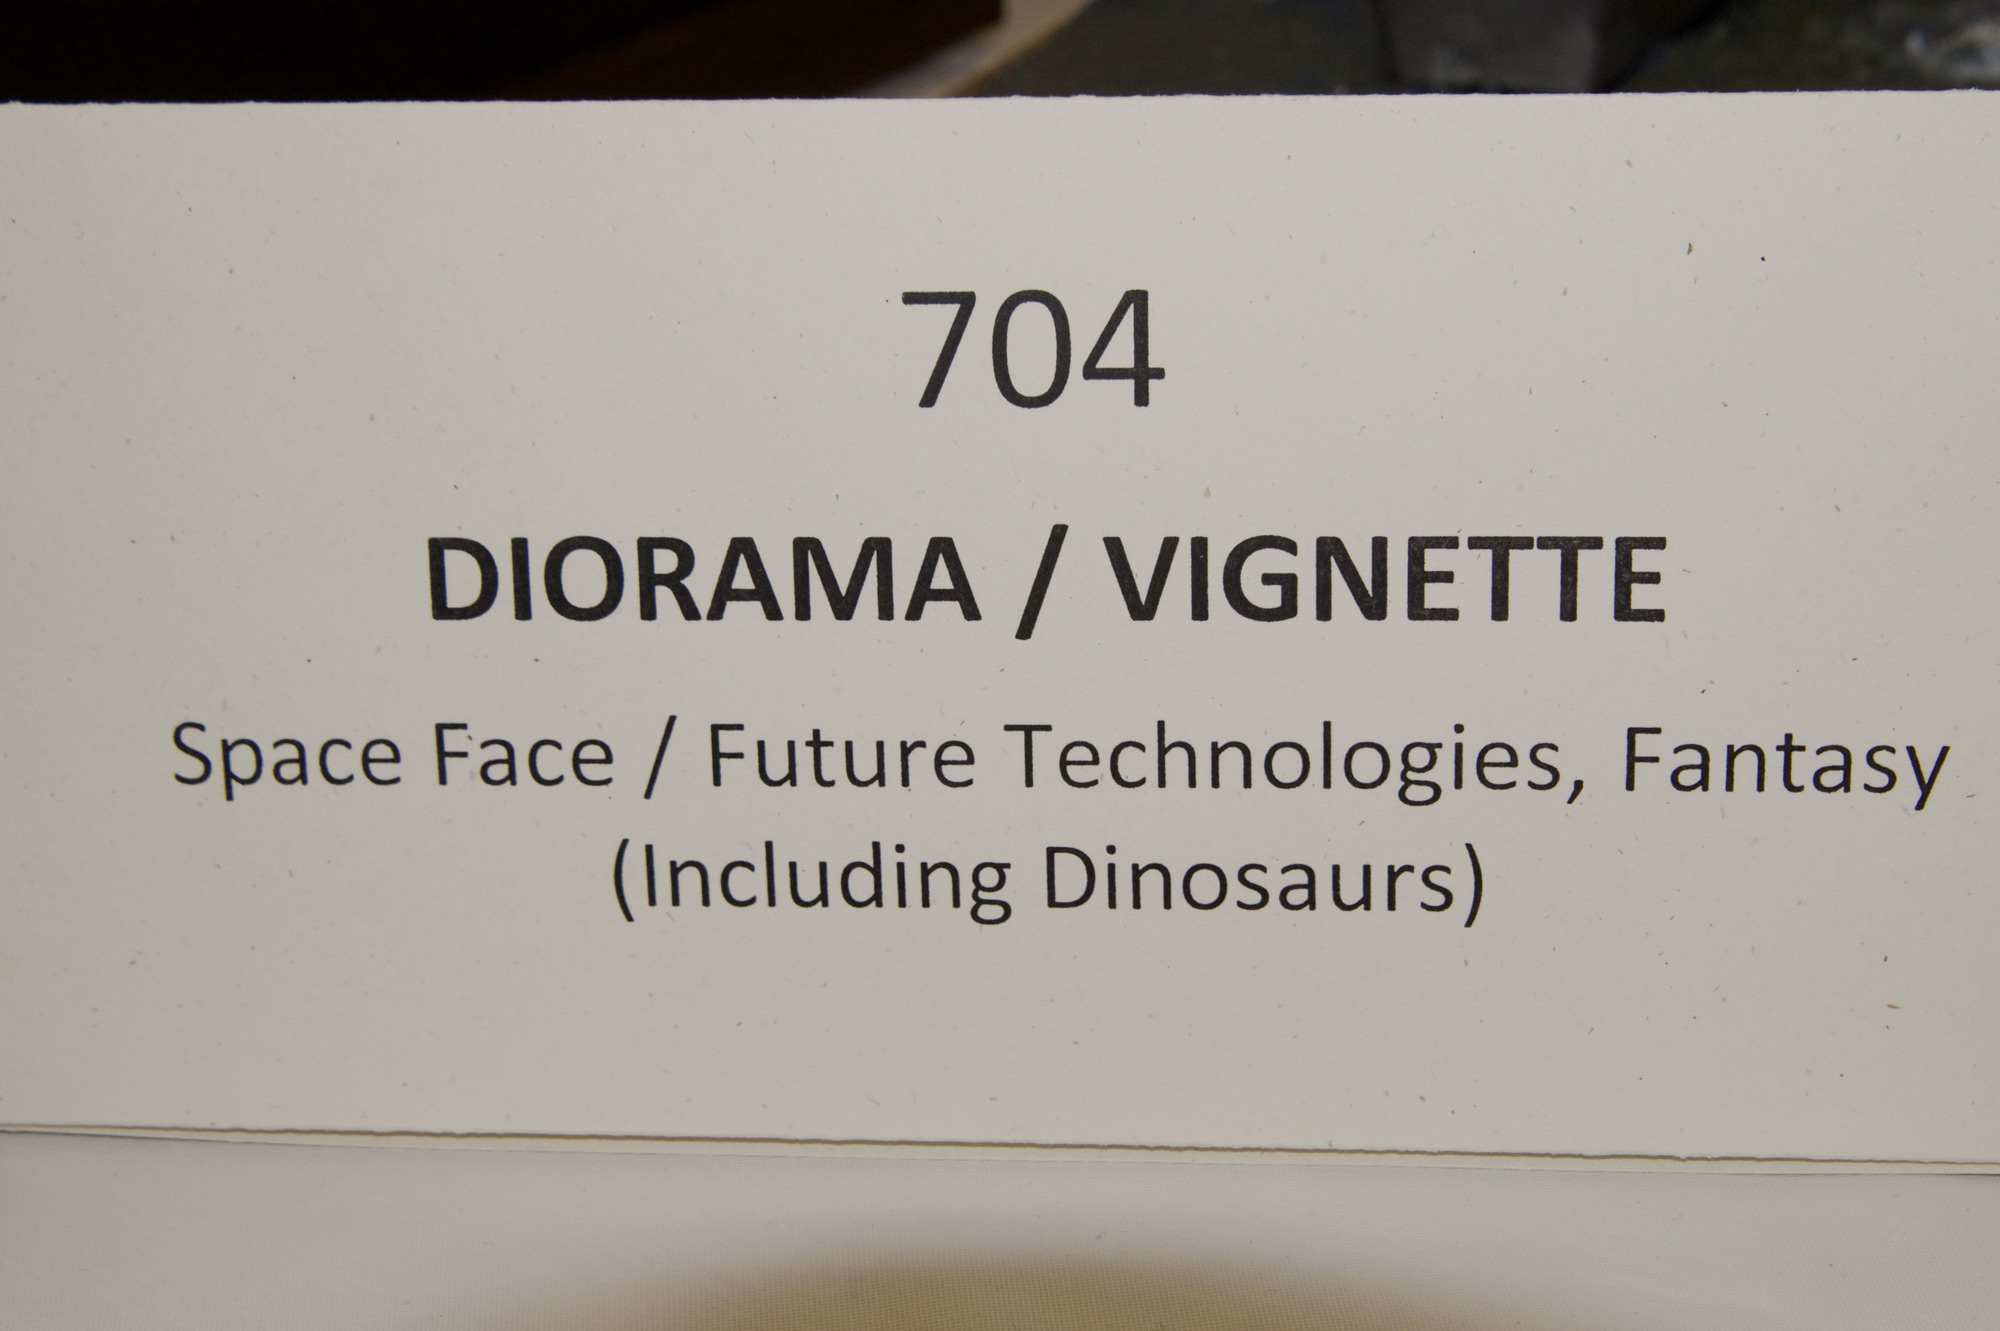 704
DIORAMA / VIGNETTE
Space Face / Future Technologies, Fantasy
(Including Dinosaurs)